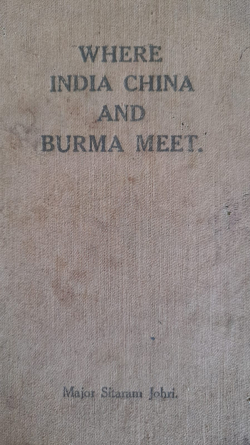 WHERE
INDIA CHINA
AND
BURMA MEET.
Major Sitaram Johri.